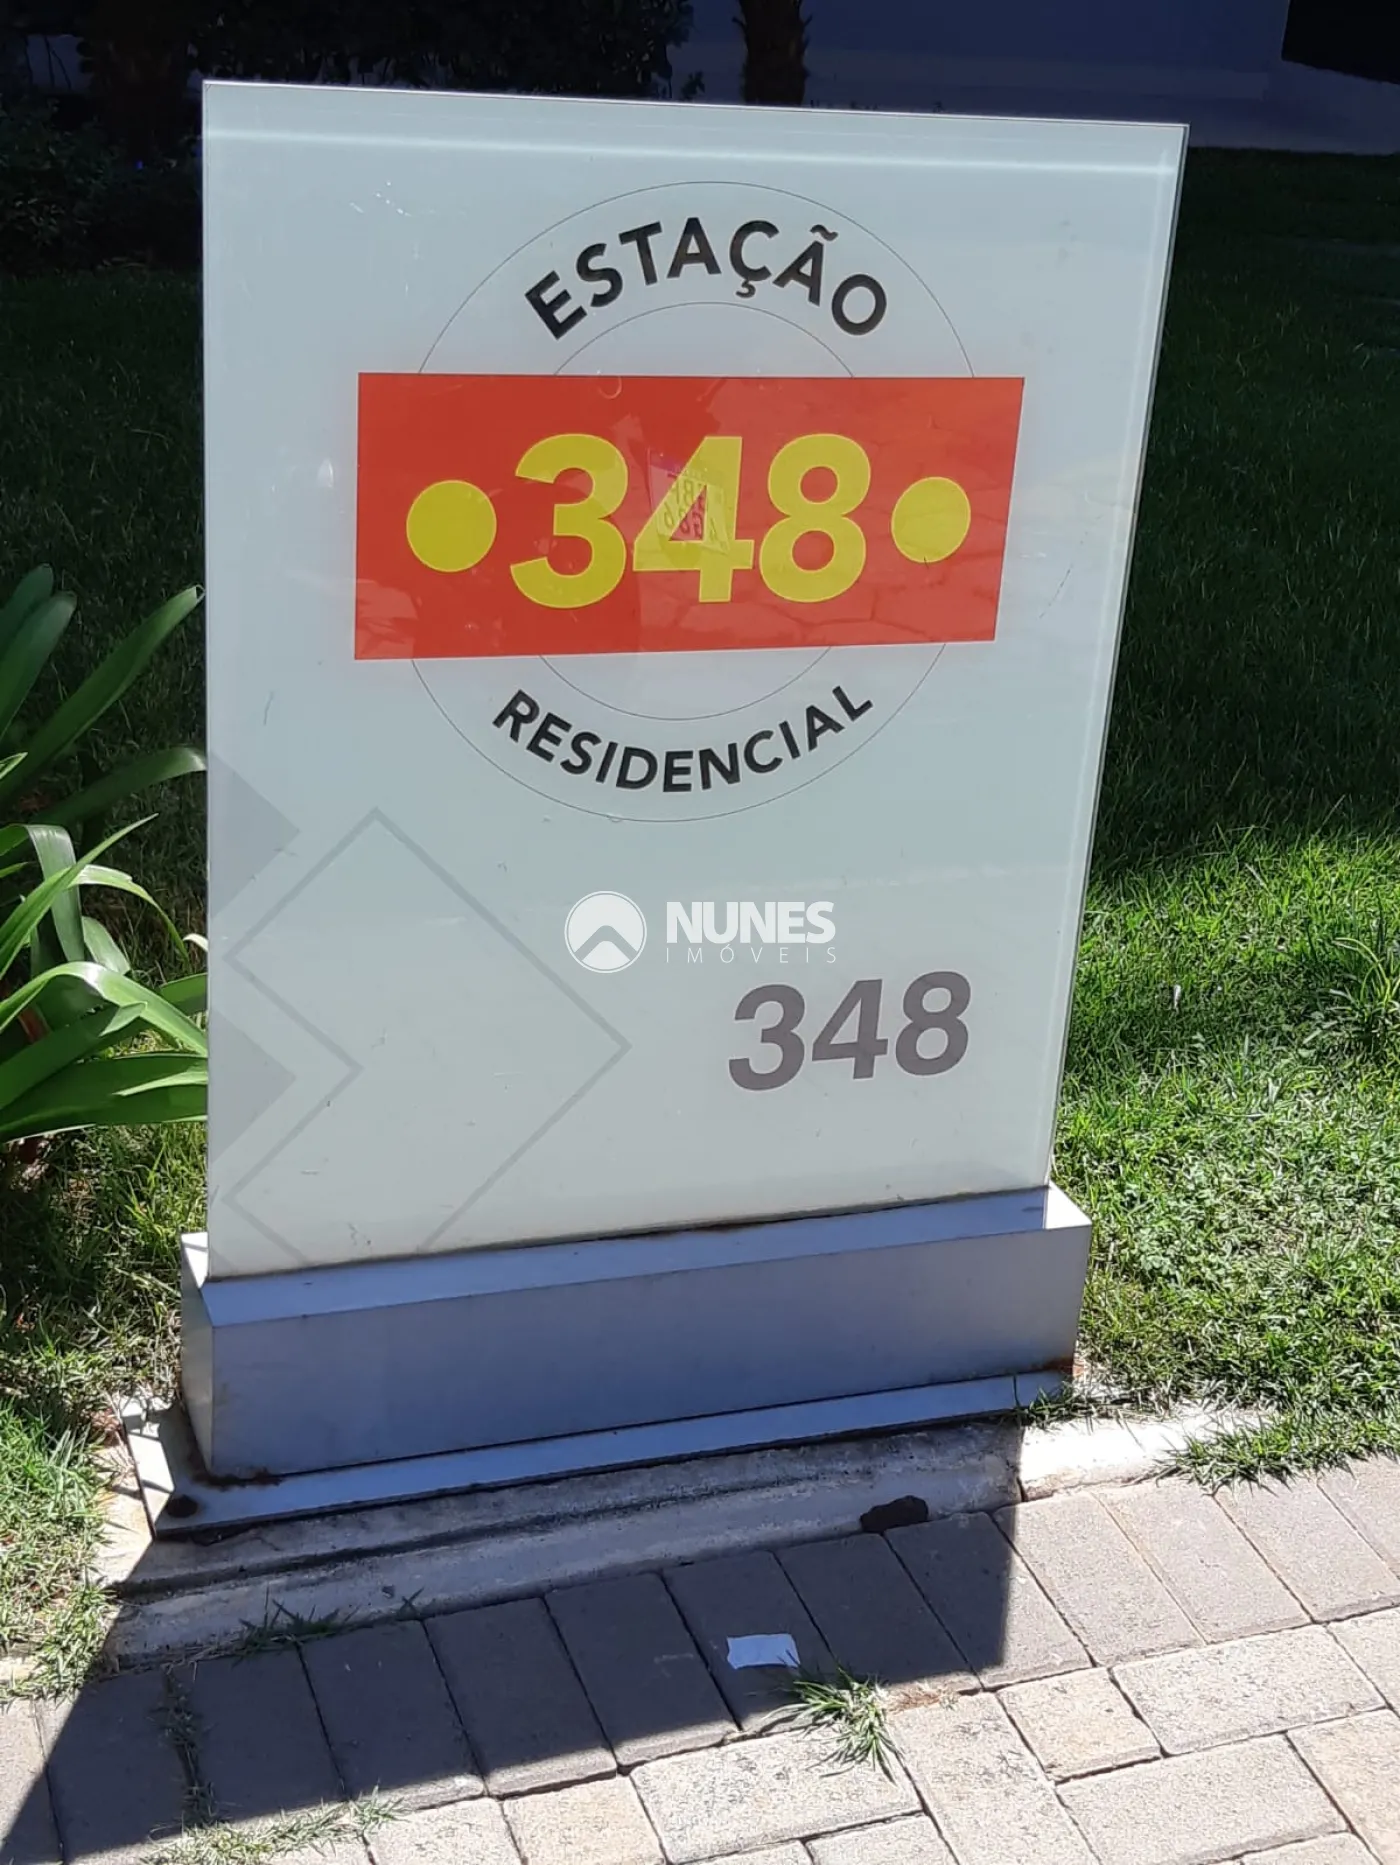 ESTAÇÃO
•348•
RESIDENCIAL
NUNES
IMÓVEIS
348